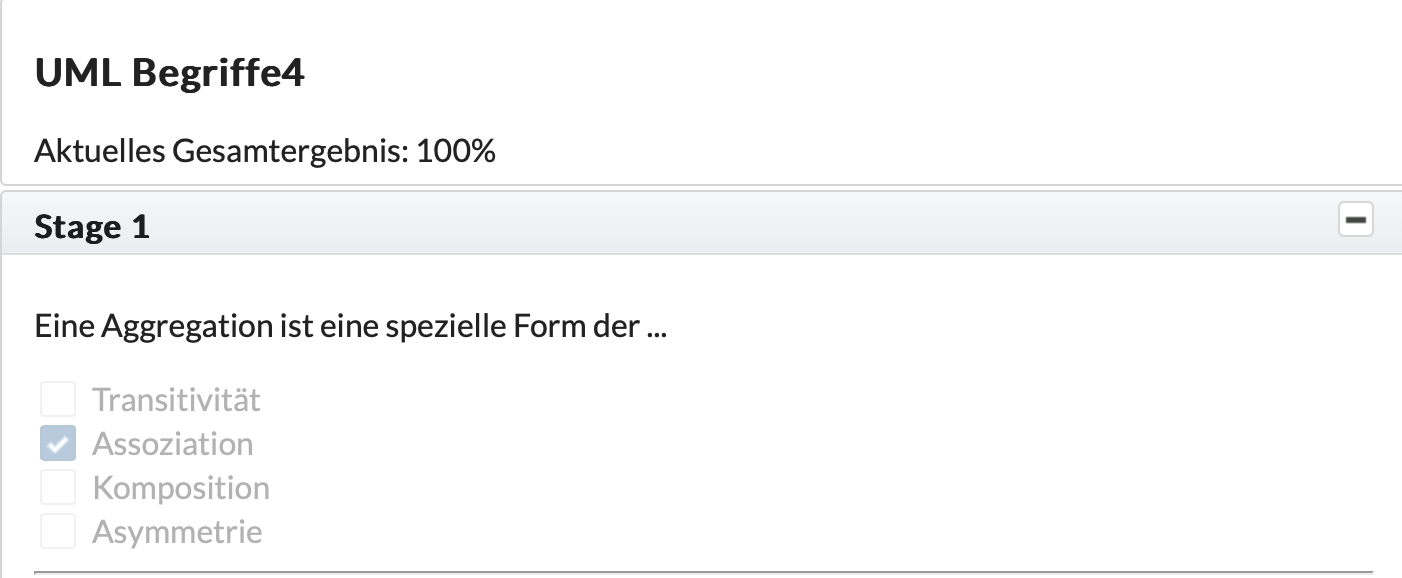 UML Begriffe4
Aktuelles Gesamtergebnis: 100%
Stage 1
Eine Aggregation ist eine spezielle Form der ...
Transitivität
Assoziation
Komposition
Asymmetrie